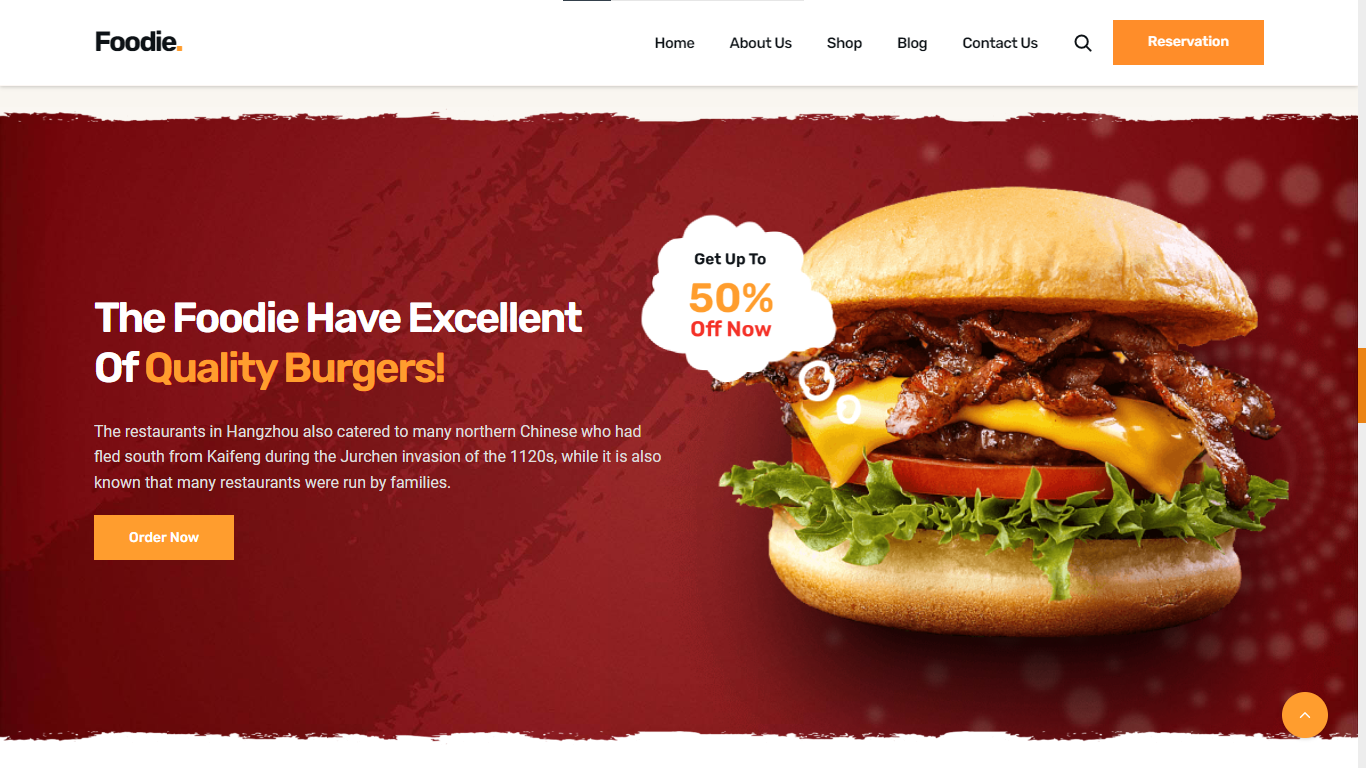 Foodie.
Home
About Us
Shop
Blog
Contact Us
Reservation
Get Up To
50%
Off Now
The Foodie Have Excellent
Of Quality Burgers!
The restaurants in Hangzhou also catered to many northern Chinese who had
fled south from Kaifeng during the Jurchen invasion of the 1120s, while it is also
known that many restaurants were run by families.
Order Now